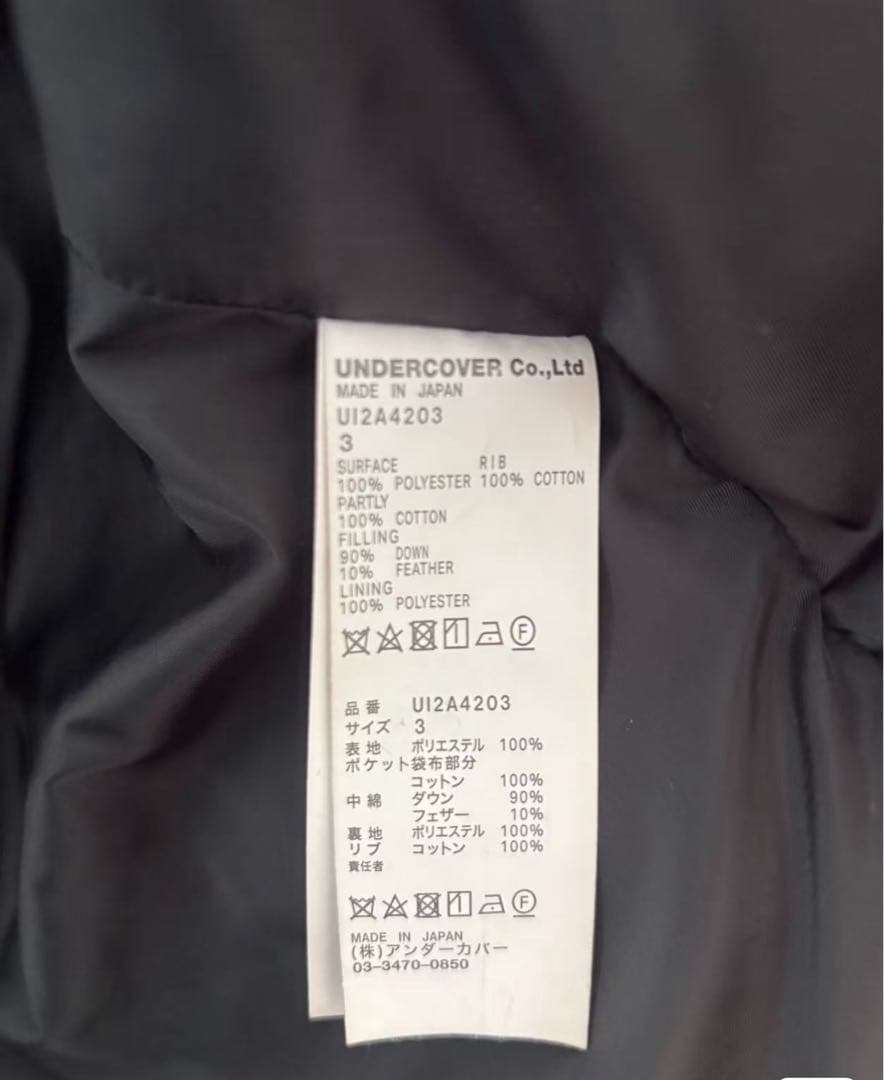 UNDERCOVER Co.,Ltd
MADE IN JAPAN
UI2A4203
3
SURFACE RIB
100% POLYESTER 100% COTTON
PARTLY
100% COTTON
FILLING
90% DOWN
10% FEATHER
LINING
100% POLYESTER
F
品番 UI2A4203
サイズ 3
表地 ポリエステル 100%
ポケット袋布部分
コットン 100%
中綿 ダウン 90%
フェザー 10%
裏地 ポリエステル 100%
リブ コットン 100%
責任者
F
MADE IN JAPAN
(株)アンダーカバー
03-3470-0850